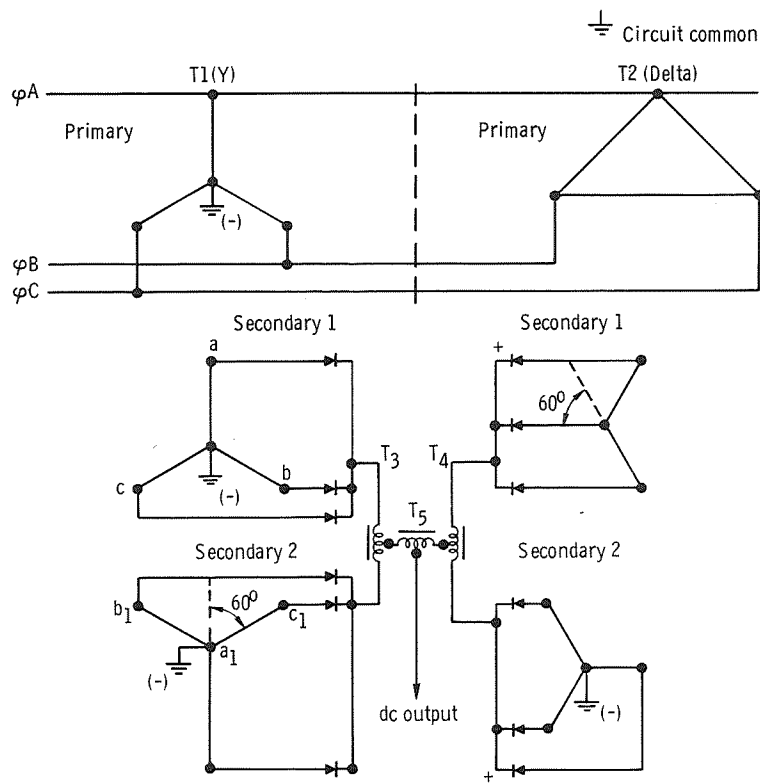 Circuit common
T1 (Y)
T2 (Delta)
φA
Primary
Primary
(-)
φB
φC
Secondary 1
Secondary 1
a
+
60°
T3
T4
c
b
(-)
T5
Secondary 2
Secondary 2
60°
b1
c1
a1
(-)
(-)
dc output
+